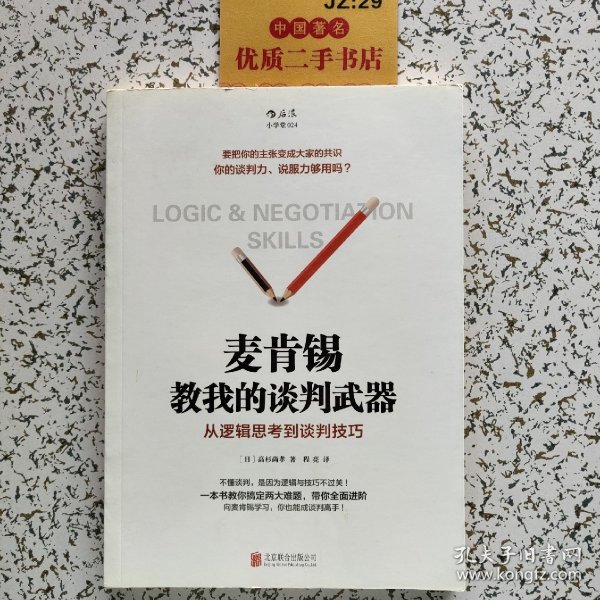 JZ:29
中国著名
优质二手书店
后浪
小学堂024
要把你的主张变成大家的共识
你的谈判力、说服力够用吗？
LOGIC & NEGOTIATION
SKILLS
麦肯锡
教我的谈判武器
从逻辑思考到谈判技巧
［日］高杉尚孝 著 程亮 译
不懂谈判，是因为逻辑与技巧不过关！
一本书教你搞定两大难题，带你全面进阶
向麦肯锡学习，你也能成谈判高手！
北京联合出版公司
Beijing United Publishing Co.,Ltd.
孔夫子旧书网
www.kongfz.com